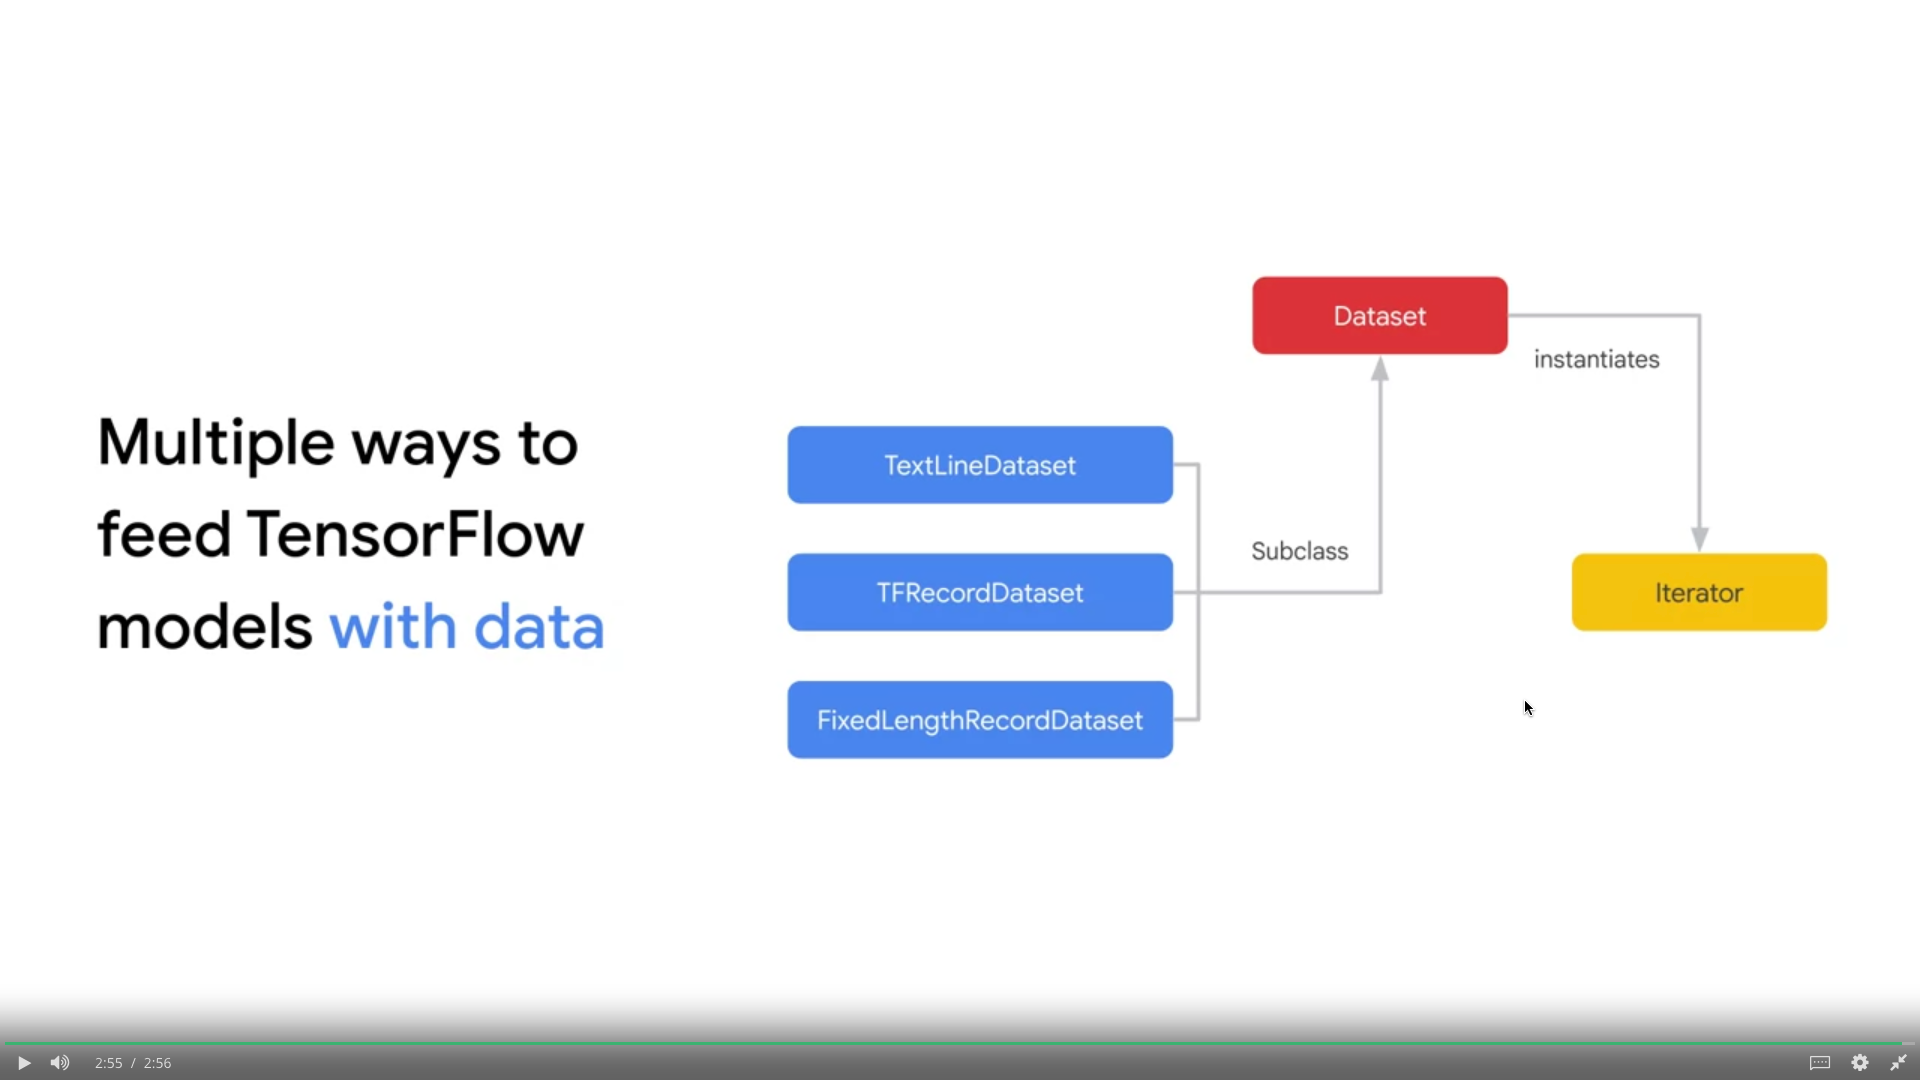 Multiple ways to
feed TensorFlow
models with data
Dataset
instantiates
TextLineDataset
Subclass
TFRecordDataset
Iterator
FixedLengthRecordDataset
2:55 / 2:56